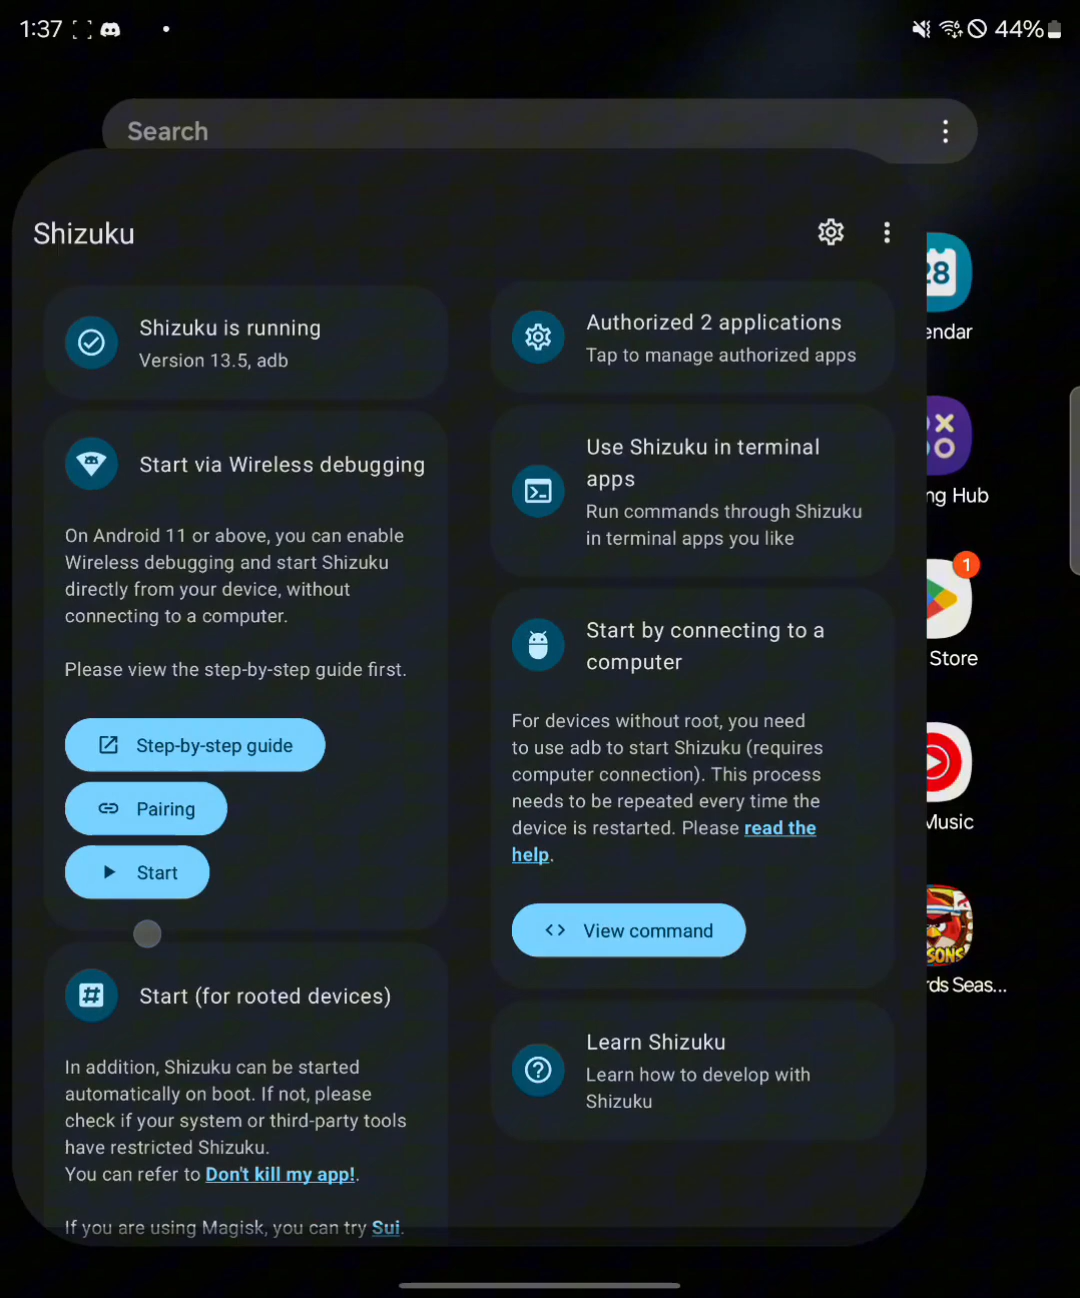 1:37
44%
Search
Shizuku
Shizuku is running
Version 13.5, adb
Start via Wireless debugging
On Android 11 or above, you can enable
Wireless debugging and start Shizuku
directly from your device, without
connecting to a computer.
Please view the step-by-step guide first.
Step-by-step guide
Pairing
Start
Start (for rooted devices)
In addition, Shizuku can be started
automatically on boot. If not, please
check if your system or third-party tools
have restricted Shizuku.
You can refer to Don't kill my app!.
If you are using Magisk, you can try Sui.
Authorized 2 applications
Tap to manage authorized apps
Use Shizuku in terminal
apps
Run commands through Shizuku
in terminal apps you like
Start by connecting to a
computer
For devices without root, you need
to use adb to start Shizuku (requires
computer connection). This process
needs to be repeated every time the
device is restarted. Please read the
help.
View command
Learn Shizuku
Learn how to develop with
Shizuku
28
endar
ng Hub
1
Store
Music
SONS
rds Seas...